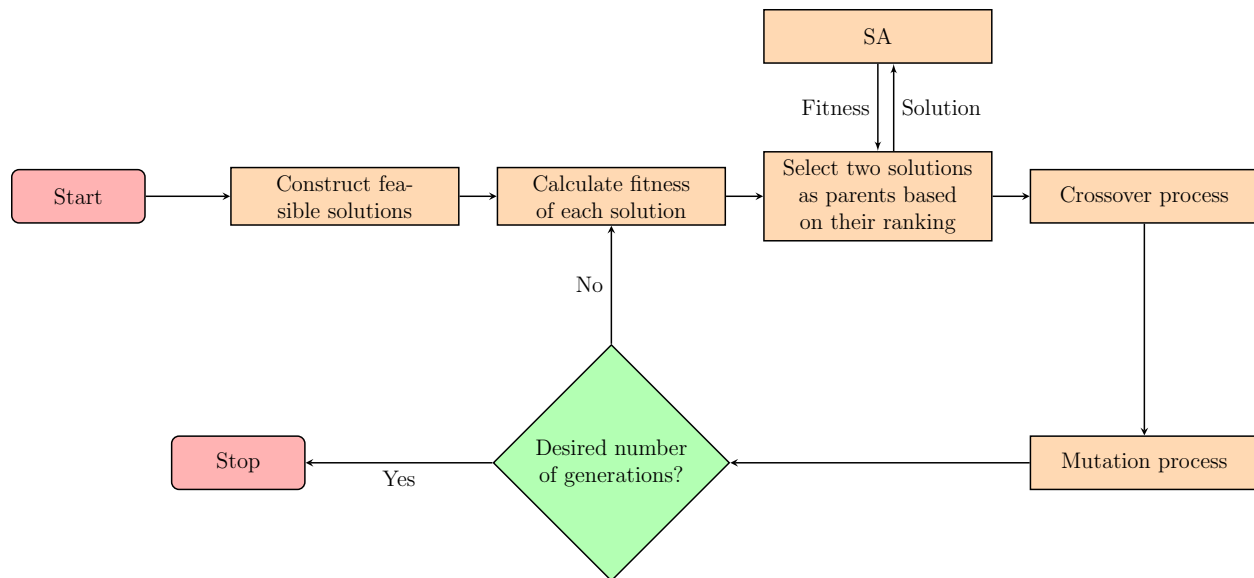 SA
Fitness
Solution
Start
Construct fea-
sible solutions
Calculate fitness
of each solution
Select two solutions
as parents based
on their ranking
Crossover process
No
Stop
Yes
Desired number
of generations?
Mutation process